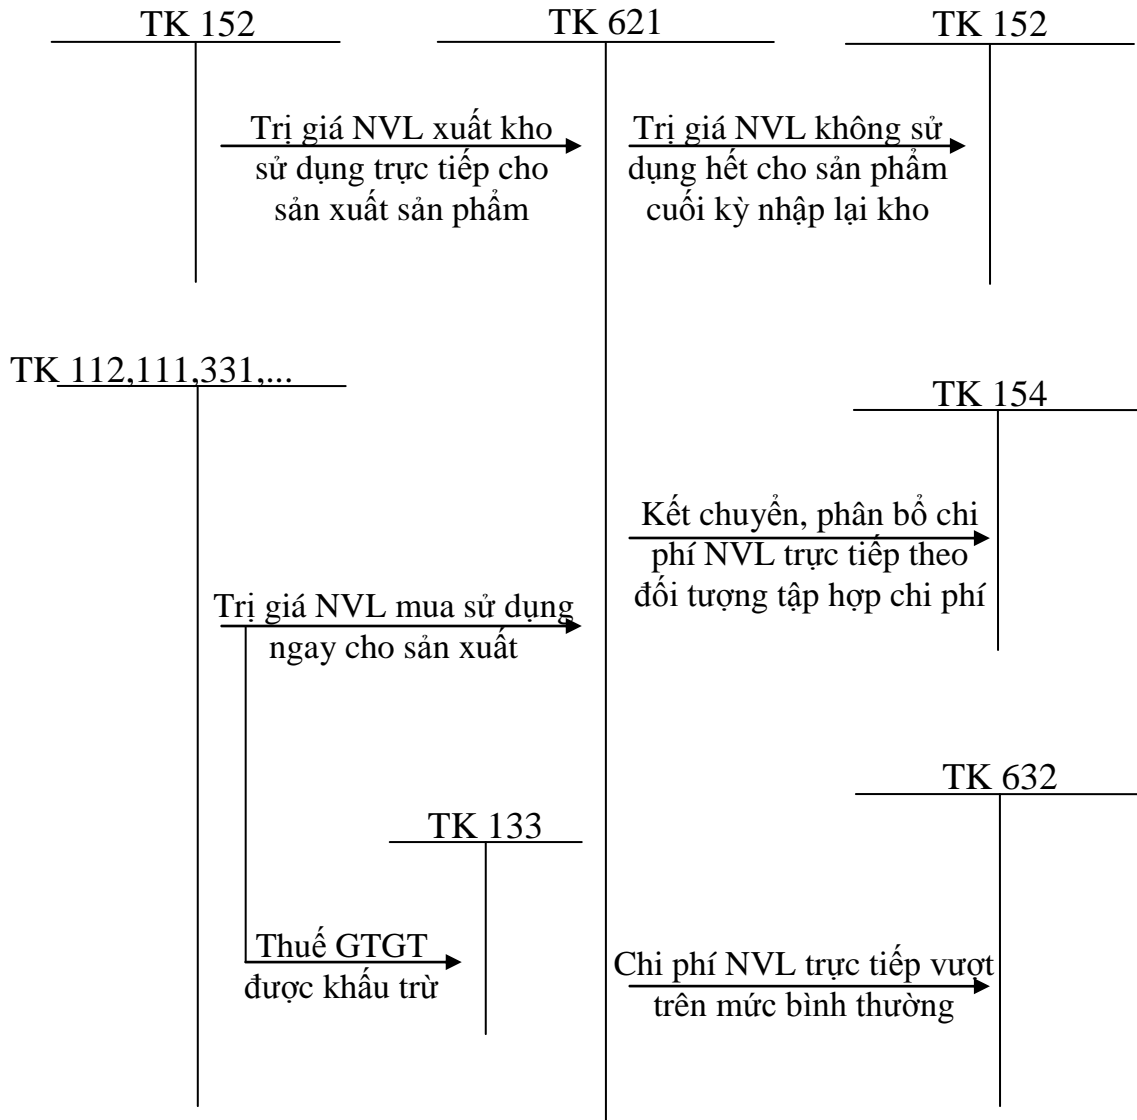 TK 152
TK 621
TK 152
Trị giá NVL xuất kho
sử dụng trực tiếp cho
sản xuất sản phẩm
Trị giá NVL không sử
dụng hết cho sản phẩm
cuối kỳ nhập lại kho
TK 112,111,331,...
TK 154
Kết chuyển, phân bổ chi
phí NVL trực tiếp theo
đối tượng tập hợp chi phí
Trị giá NVL mua sử dụng
ngay cho sản xuất
TK 632
TK 133
Thuế GTGT
được khấu trừ
Chi phí NVL trực tiếp vượt
trên mức bình thường